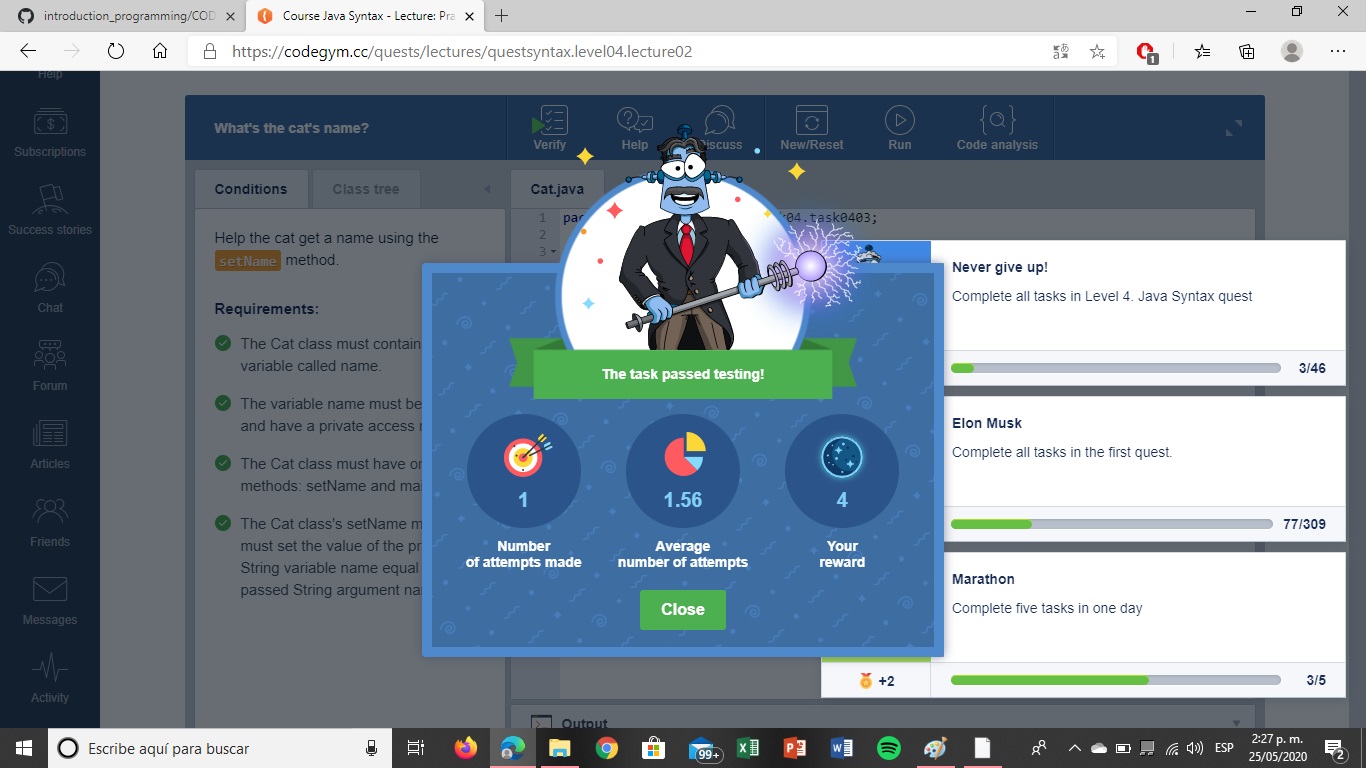 introduction_programming/COD
Course Java Syntax - Lecture: Pra
https://codegym.cc/quests/lectures/questsyntax.level04.lecture02
1
Help
Subscriptions
Success stories
Chat
Forum
Articles
Friends
Messages
Activity
What's the cat's name?
Verify
Help
Discuss
New/Reset
Run
Code analysis
Conditions
Class tree
Cat.java
Help the cat get a name using the
setName method.
Requirements:
The Cat class must contain
variable called name.
The variable name must be
and have a private access
The Cat class must have
methods: setName and
The Cat class's setName
must set the value of the
String variable name equal
passed String argument
1
2
3
04.task0403;
The task passed testing!
1
Number
of attempts made
1.56
Average
number of attempts
4
Your
reward
Close
Never give up!
Complete all tasks in Level 4. Java Syntax quest
3/46
Elon Musk
Complete all tasks in the first quest.
77/309
Marathon
Complete five tasks in one day
+2
3/5
Output
Escribe aquí para buscar
99+
ESP
2:27 p. m.
25/05/2020
2